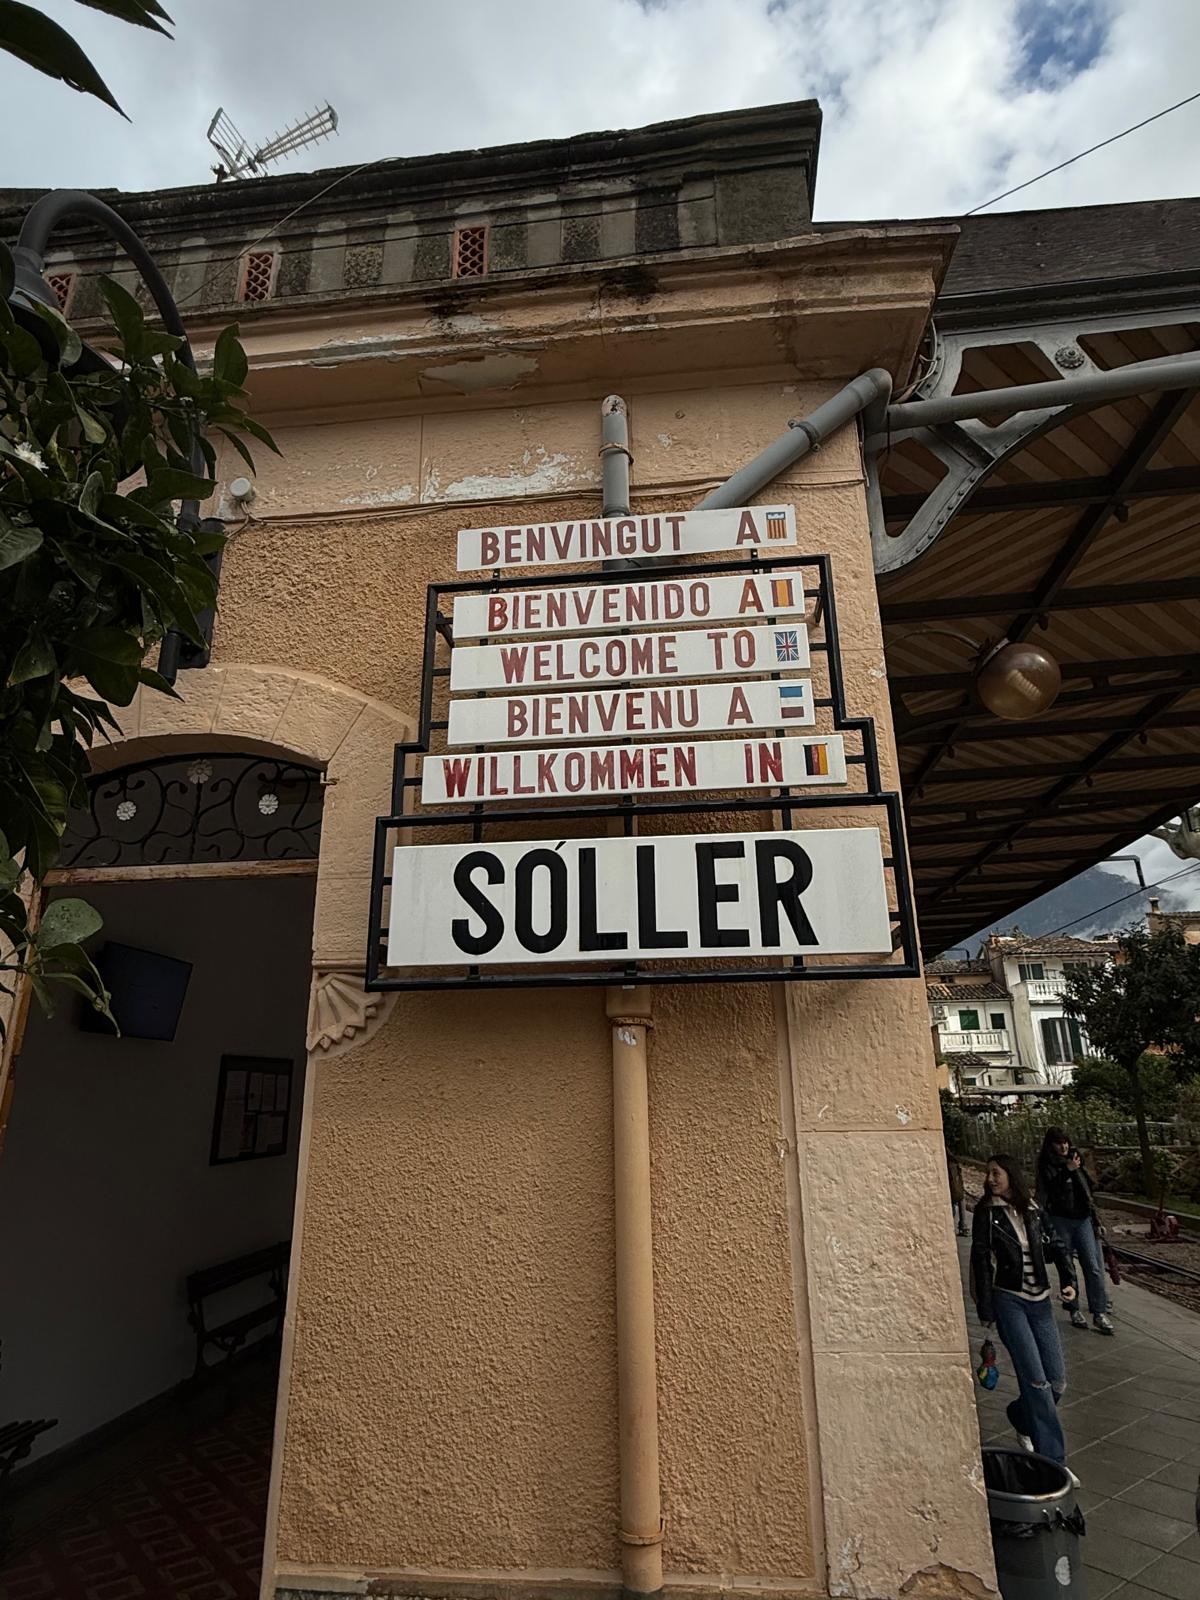 BENVINGUT A
BIENVENIDO A
WELCOME TO
BIENVENU A
WILLKOMMEN IN
SÓLLER